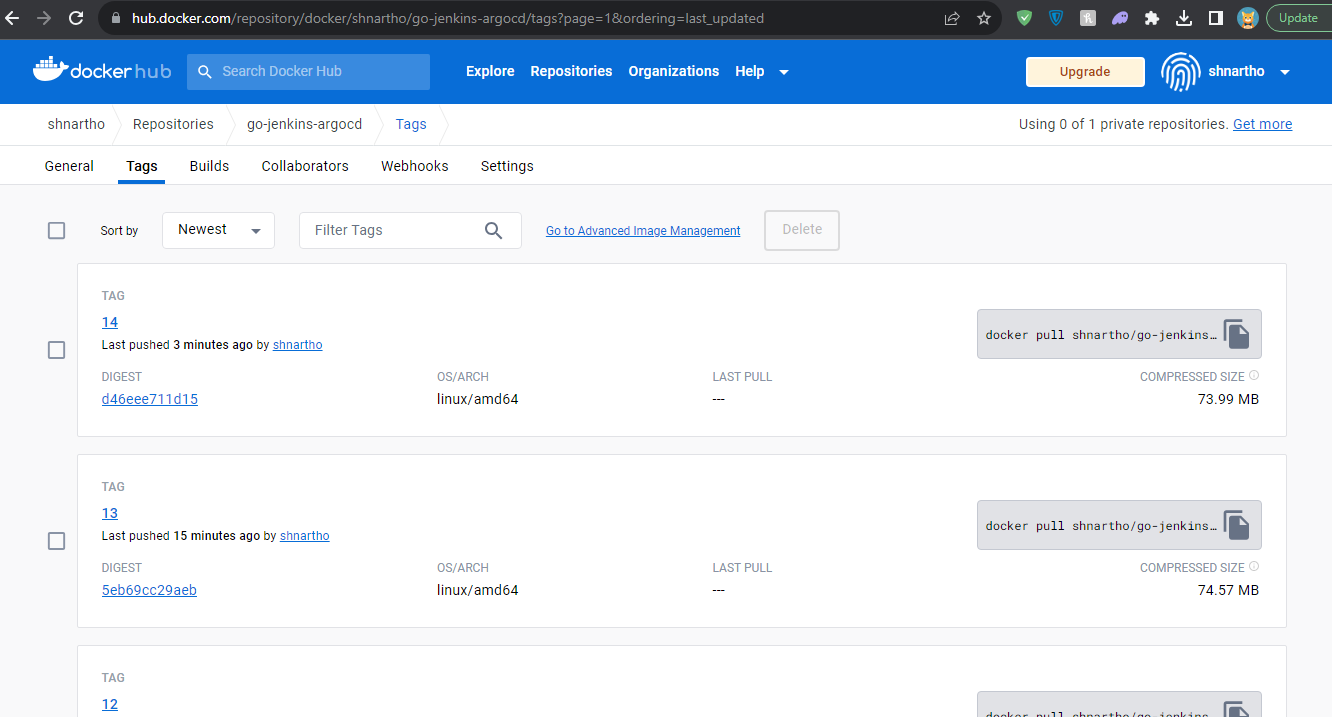 hub.docker.com/repository/docker/shnartho/go-jenkins-argocd/tags?page=1&ordering=last_updated
Update
docker hub
Search Docker Hub
Explore Repositories Organizations Help
Upgrade
shnartho
shnartho Repositories go-jenkins-argocd Tags
Using 0 of 1 private repositories. Get more
General Tags Builds Collaborators Webhooks Settings
Sort by Newest Filter Tags Go to Advanced Image Management Delete
TAG
14
Last pushed 3 minutes ago by shnartho
docker pull shnartho/go-jenkins…
DIGEST OS/ARCH LAST PULL COMPRESSED SIZE
d46eee711d15 linux/amd64 --- 73.99 MB
TAG
13
Last pushed 15 minutes ago by shnartho
docker pull shnartho/go-jenkins…
DIGEST OS/ARCH LAST PULL COMPRESSED SIZE
5eb69cc29aeb linux/amd64 --- 74.57 MB
TAG
12
docker pull shnartho/go-jenkins…